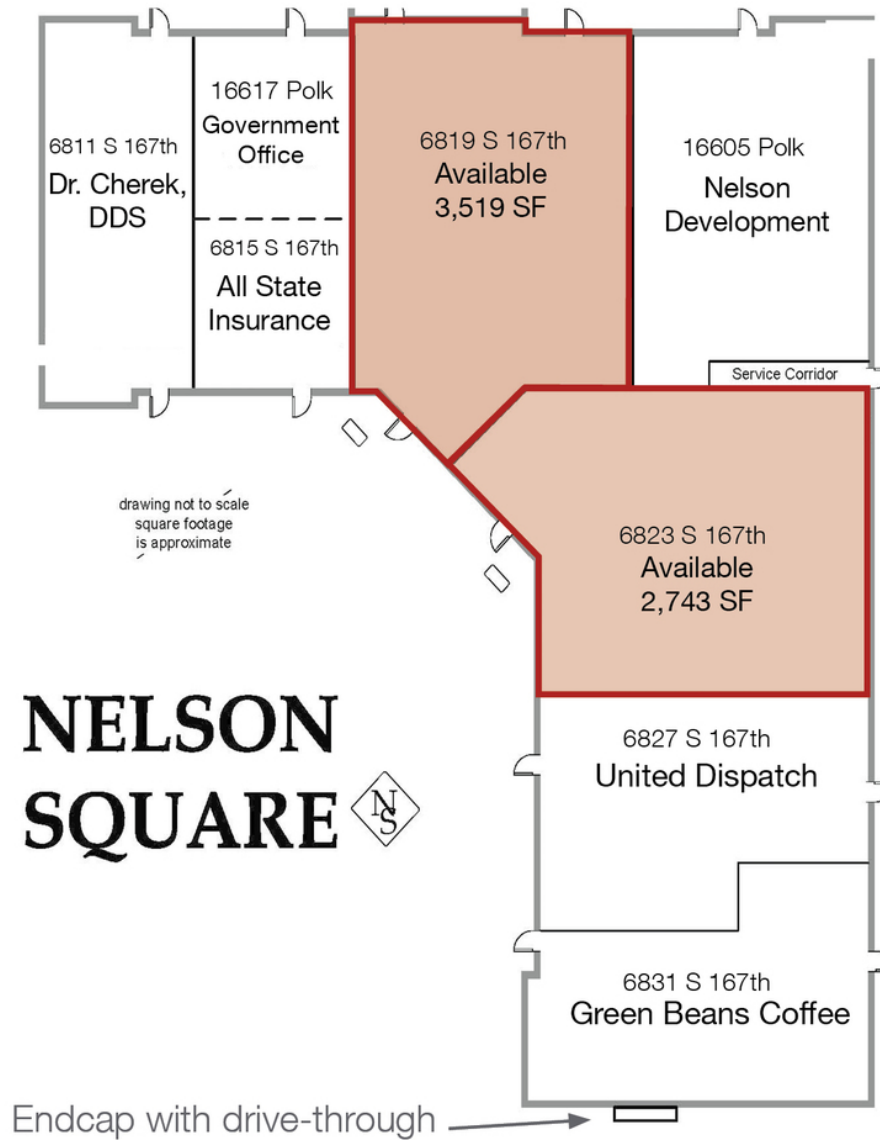 6811 S 167th
Dr. Cherek,
DDS
16617 Polk
Government
Office
6815 S 167th
All State
Insurance
6819 S 167th
Available
3,519 SF
16605 Polk
Nelson
Development
Service Corridor
drawing not to scale
square footage
is approximate
6823 S 167th
Available
2,743 SF
NELSON
SQUARE
NS
6827 S 167th
United Dispatch
6831 S 167th
Green Beans Coffee
Endcap with drive-through